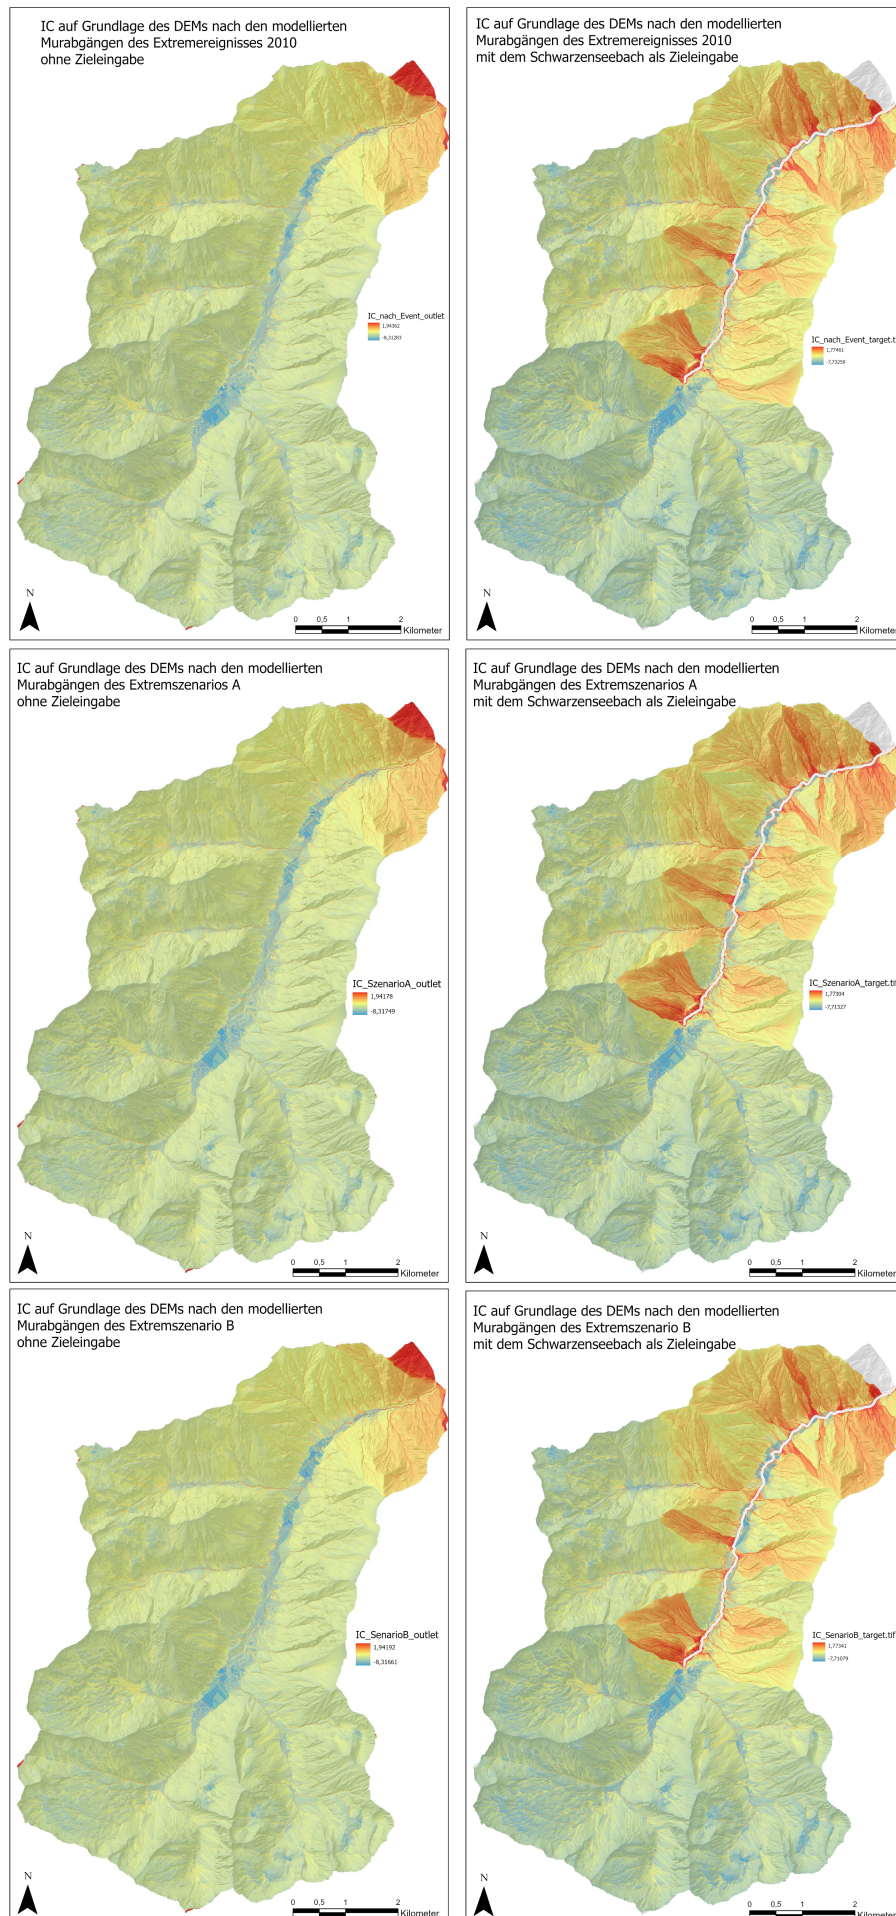 IC auf Grundlage des DEMs nach den modellierten
Murabgängen des Extremereignisses 2010
ohne Zieleingabe
IC_nach_Event_outlet
1,94362
-8,31283
N
0 0,5 1 2
Kilometer
IC auf Grundlage des DEMs nach den modellierten
Murabgängen des Extremereignisses 2010
mit dem Schwarzenseebach als Zieleingabe
IC_nach_Event_target.t
1,77461
-7,73259
N
0 0,5 1 2
Kilometer
IC auf Grundlage des DEMs nach den modellierten
Murabgängen des Extremszenarios A
ohne Zieleingabe
IC_SzenarioA_outlet
1,94178
-8,31749
N
0 0,5 1 2
Kilometer
IC auf Grundlage des DEMs nach den modellierten
Murabgängen des Extremszenarios A
mit dem Schwarzenseebach als Zieleingabe
IC_SzenarioA_target.tif
1,77304
-7,71327
N
0 0,5 1 2
Kilometer
IC auf Grundlage des DEMs nach den modellierten
Murabgängen des Extremszenario B
ohne Zieleingabe
IC_SenarioB_outlet
1,94192
-8,31661
N
0 0,5 1 2
Kilometer
IC auf Grundlage des DEMs nach den modellierten
Murabgängen des Extremszenario B
mit dem Schwarzenseebach als Zieleingabe
IC_SenarioB_target.tif
1,77341
-7,71079
N
0 0,5 1 2
Kilometer